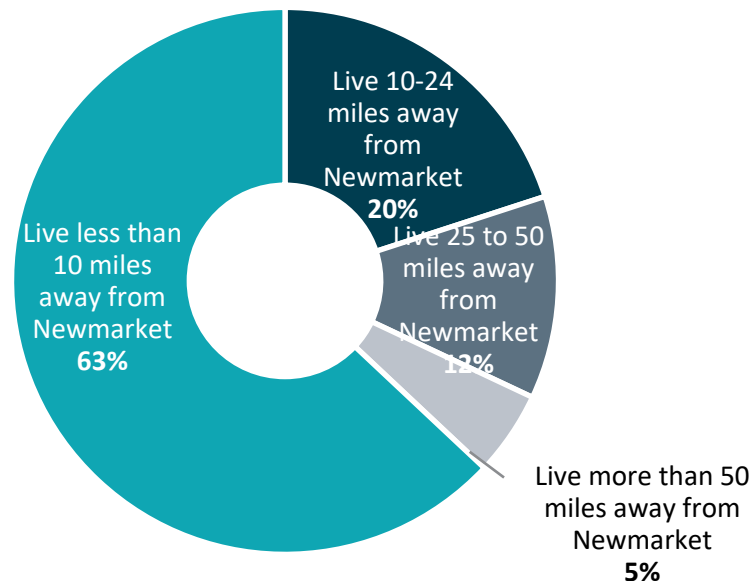 Live 10-24
miles away
from
Newmarket
20%
Live less than
10 miles
away from
Newmarket
63%
Live 25 to 50
miles away
from
Newmarket
12%
Live more than 50
miles away from
Newmarket
5%